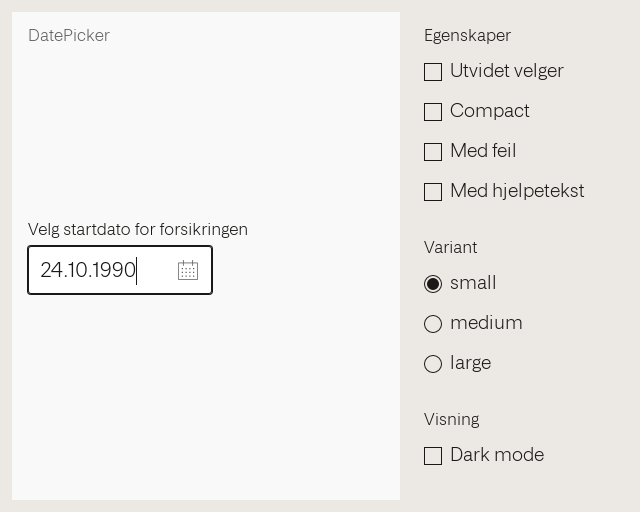 DatePicker
Velg startdato for forsikringen
24.10.1990
Egenskaper
Utvidet velger
Compact
Med feil
Med hjelpetekst
Variant
small
medium
large
Visning
Dark mode